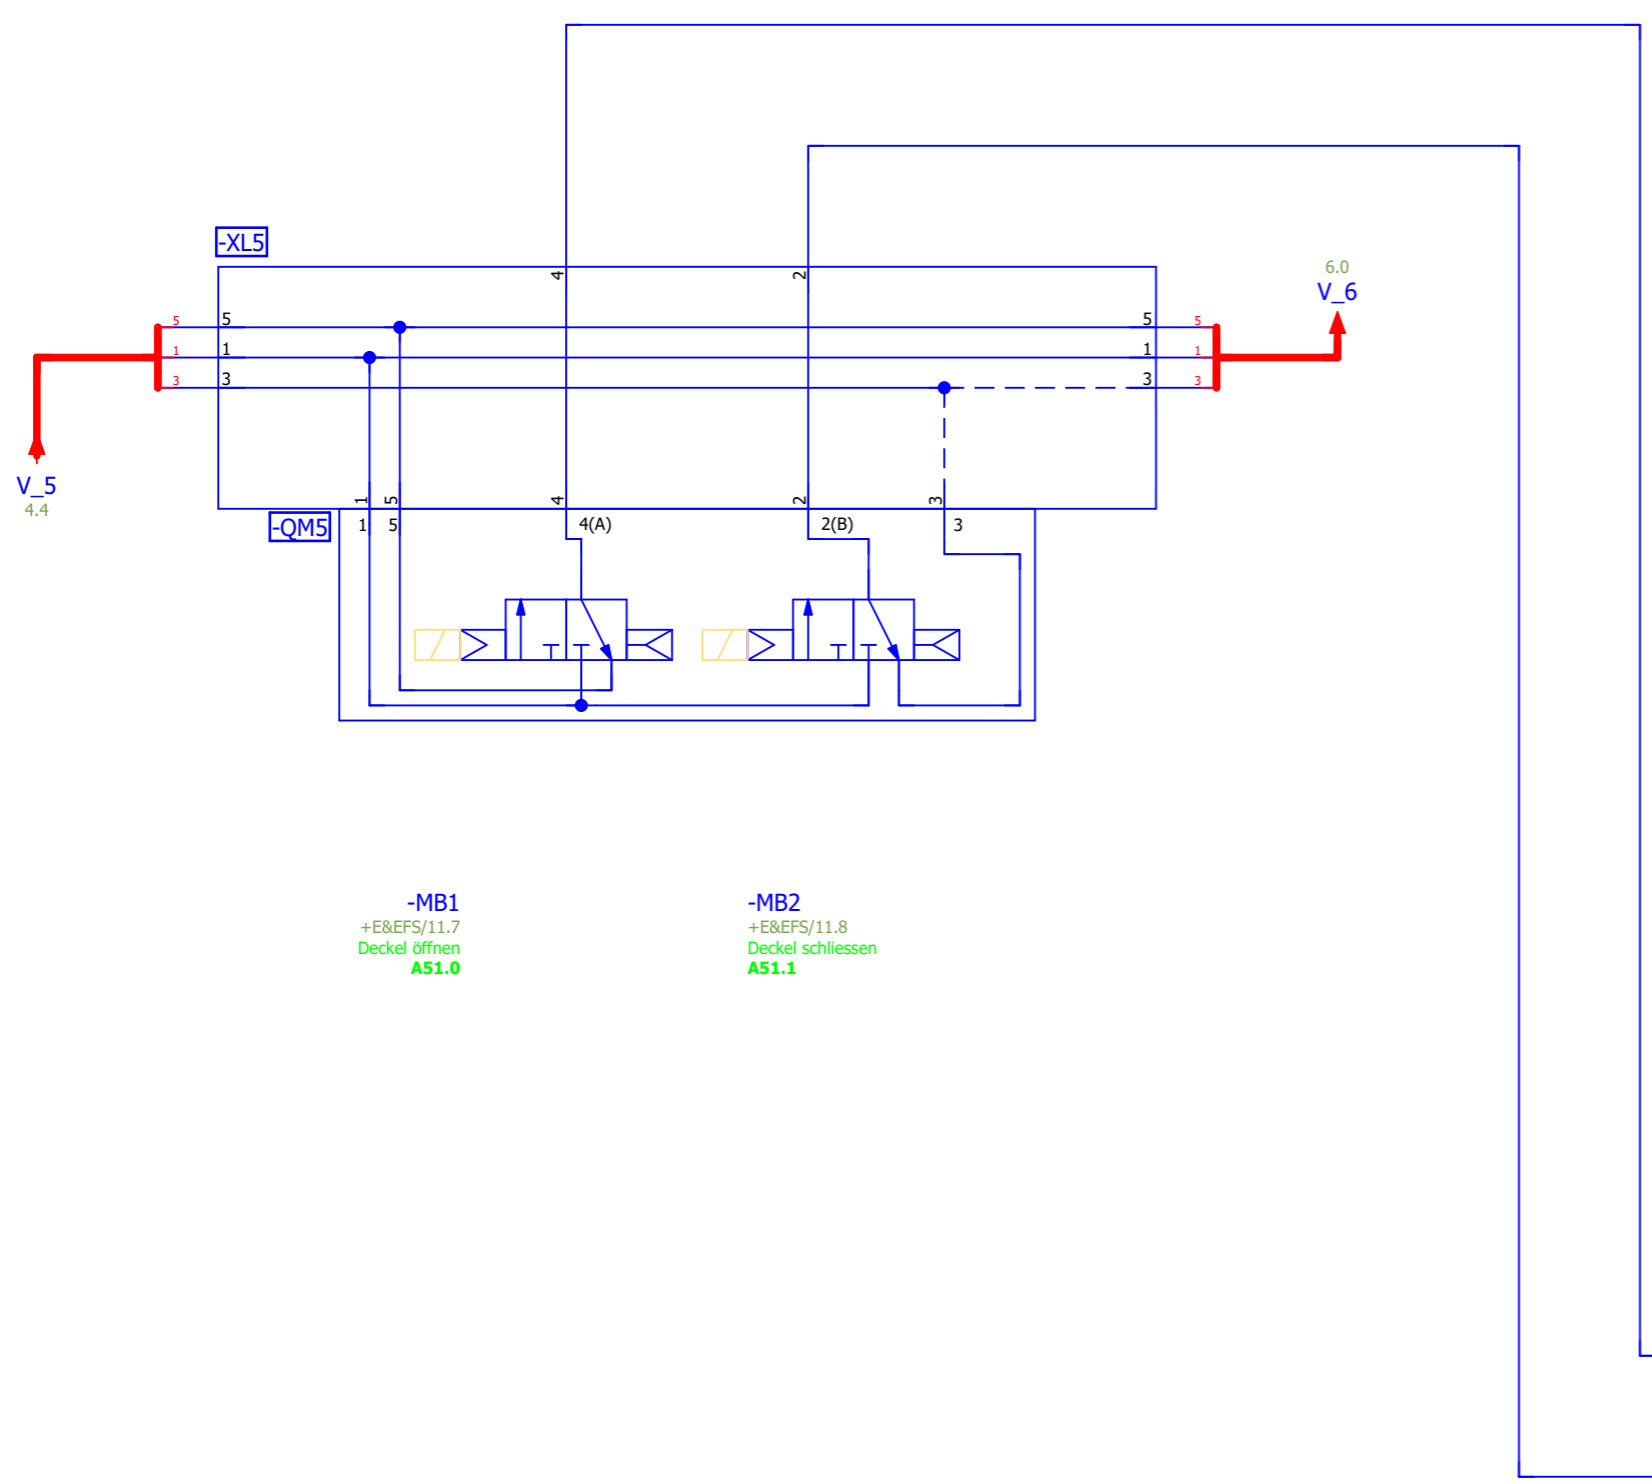 -XL5
4
2
6.0
V_6
5
5
5
5
1
1
1
1
3
3
3
3
V_5
4.4
1
5
4
2
3
-QM5
1
5
4(A)
2(B)
3
-MB1
+E&EFS/11.7
Deckel öffnen
A51.0
-MB2
+E&EFS/11.8
Deckel schliessen
A51.1